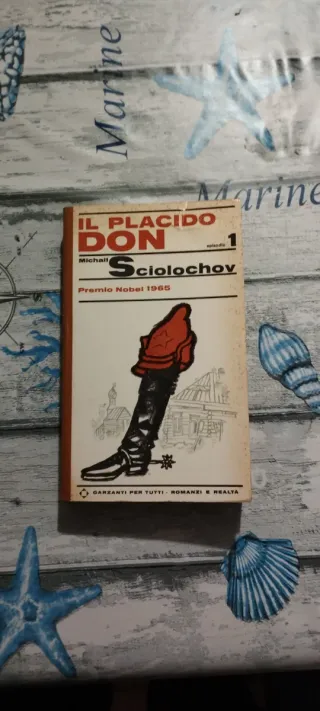 Marine
Marine
IL PLACIDO
DON
volume 1
Michail Sciolochov
Premio Nobel 1965
GARZANTI PER TUTTI · ROMANZI E REALTÀ